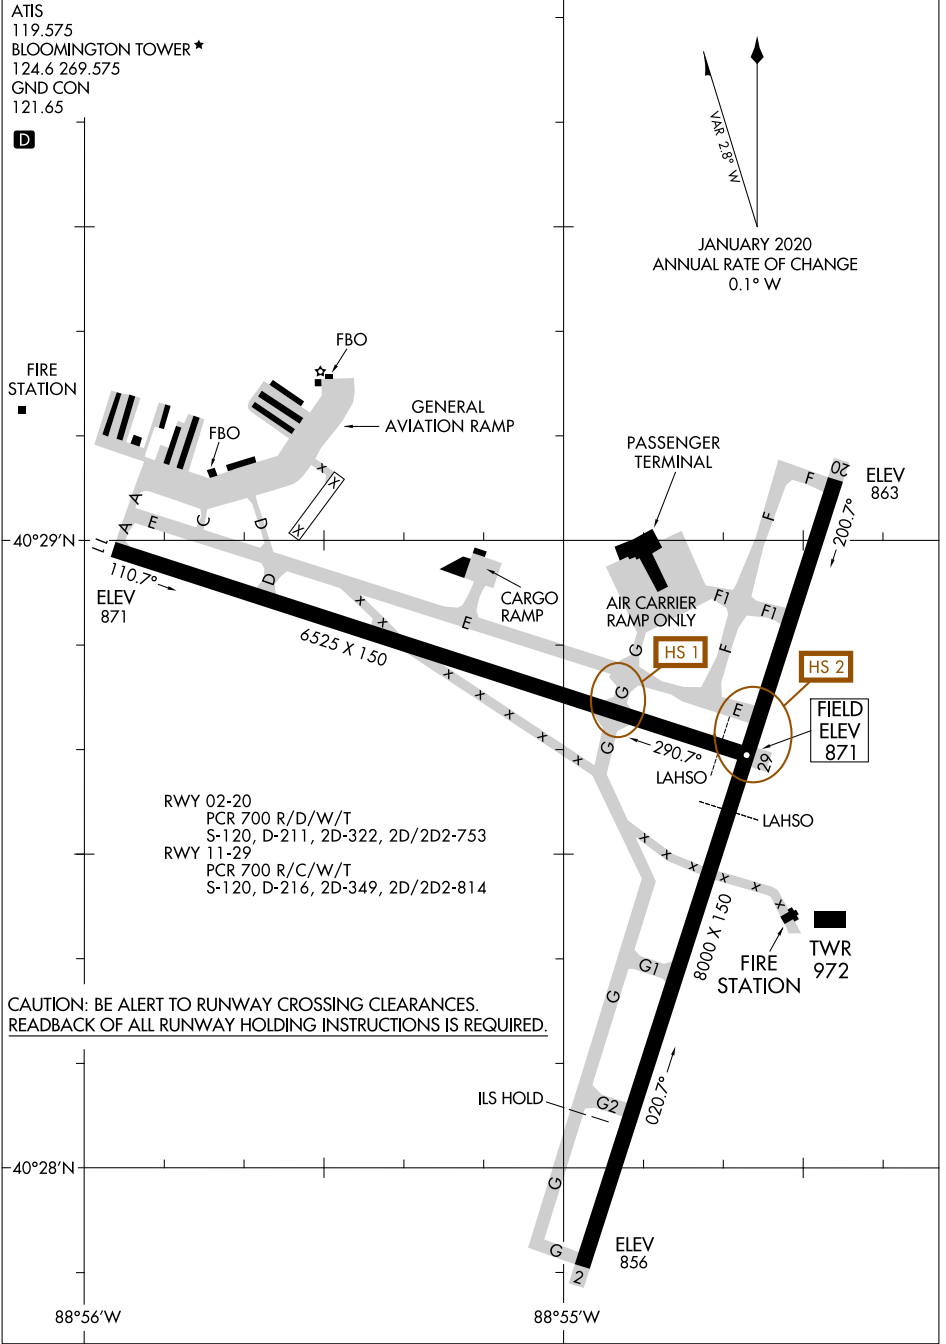 ATIS
119.575
BLOOMINGTON TOWER ★
124.6 269.575
GND CON
121.65
D
VAR 2.8° W
JANUARY 2020
ANNUAL RATE OF CHANGE
0.1° W
FBO
FIRE
STATION
GENERAL
AVIATION RAMP
FBO
PASSENGER
TERMINAL
F
20
ELEV
863
A
A
E
C
D
X
X
X
F
F
200.7°
40°29'N
11
110.7°
ELEV
871
D
X
X
CARGO
RAMP
E
AIR CARRIER
RAMP ONLY
F1
F1
6525 X 150
G
F
HS 1
HS 2
X
X
X
X
X
G
G
E
290.7°
LAHSO
29
FIELD
ELEV
871
LAHSO
RWY 02-20
PCR 700 R/D/W/T
S-120, D-211, 2D-322, 2D/2D2-753
RWY 11-29
PCR 700 R/C/W/T
S-120, D-216, 2D-349, 2D/2D2-814
X
X
X
X
X
X
8000 X 150
FIRE
STATION
TWR
972
G1
G
CAUTION: BE ALERT TO RUNWAY CROSSING CLEARANCES.
READBACK OF ALL RUNWAY HOLDING INSTRUCTIONS IS REQUIRED.
ILS HOLD
G2
020.7°
40°28'N
G
G
2
ELEV
856
88°56'W
88°55'W